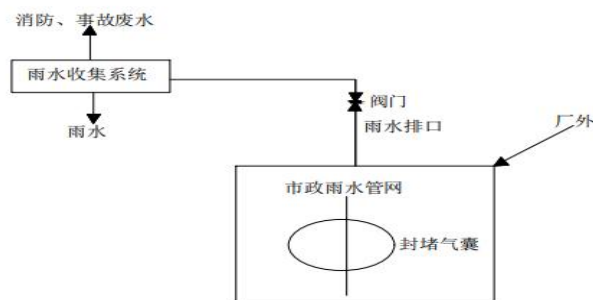 消防、事故废水
雨水收集系统
雨水
阀门
雨水排口
厂外
市政雨水管网
封堵气囊